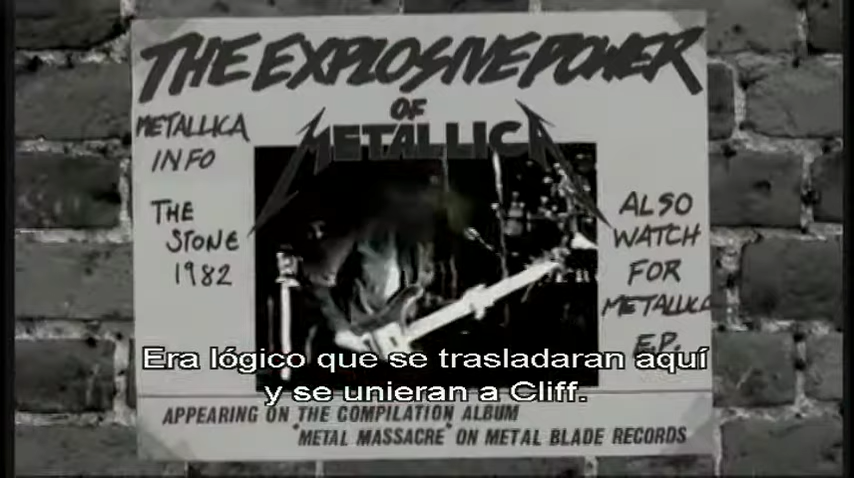 THE EXPLOSIVE POWER
OF
METALLICA
METALLICA
INFO
THE
STONE
1982
ALSO
WATCH
FOR
METALLICA
E.P.
Era lógico que se trasladaran aquí
y se unieran a Cliff.
APPEARING ON THE COMPILATION ALBUM
"METAL MASSACRE" ON METAL BLADE RECORDS